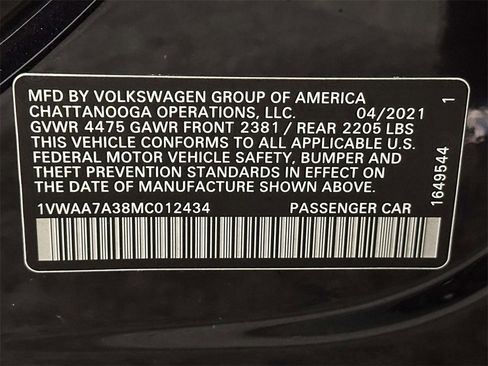 MFD BY VOLKSWAGEN GROUP OF AMERICA
CHATTANOOGA OPERATIONS, LLC. 04/2021
GVWR 4475 GAWR FRONT 2381 / REAR 2205 LBS
THIS VEHICLE CONFORMS TO ALL APPLICABLE U.S.
FEDERAL MOTOR VEHICLE SAFETY, BUMPER AND
THEFT PREVENTION STANDARDS IN EFFECT ON
THE DATE OF MANUFACTURE SHOWN ABOVE.
1VWAA7A38MC012434 PASSENGER CAR
1649544 1